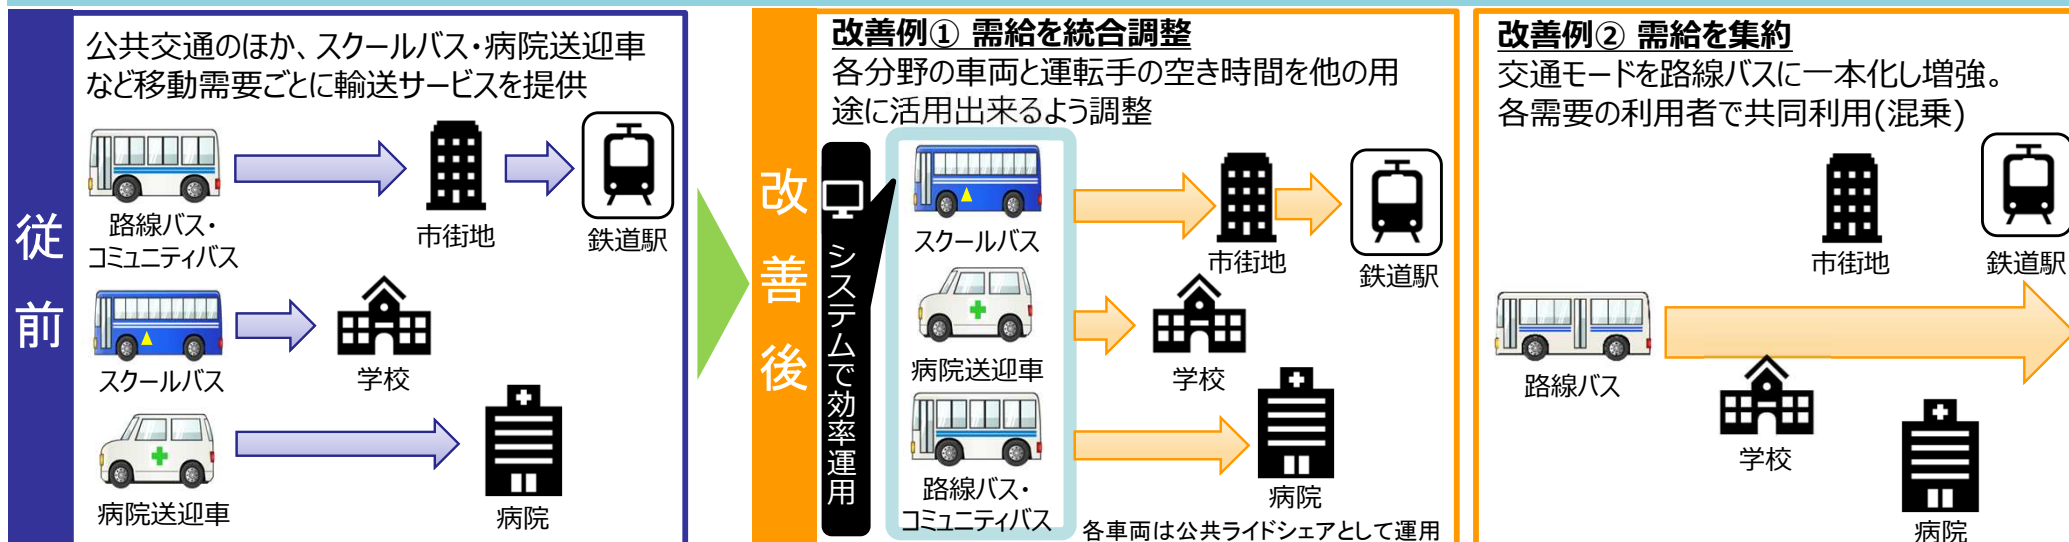 従前
公共交通のほか、スクールバス・病院送迎車
など移動需要ごとに輸送サービスを提供
路線バス・
コミュニティバス
市街地
鉄道駅
スクールバス
学校
病院送迎車
病院
改善後
改善例① 需給を統合調整
各分野の車両と運転手の空き時間を他の用
途に活用出来るよう調整
システムで効率運用
スクールバス
市街地
鉄道駅
病院送迎車
学校
路線バス・
コミュニティバス
病院
各車両は公共ライドシェアとして運用
改善例② 需給を集約
交通モードを路線バスに一本化し増強。
各需要の利用者で共同利用(混乗)
市街地
鉄道駅
路線バス
学校
病院